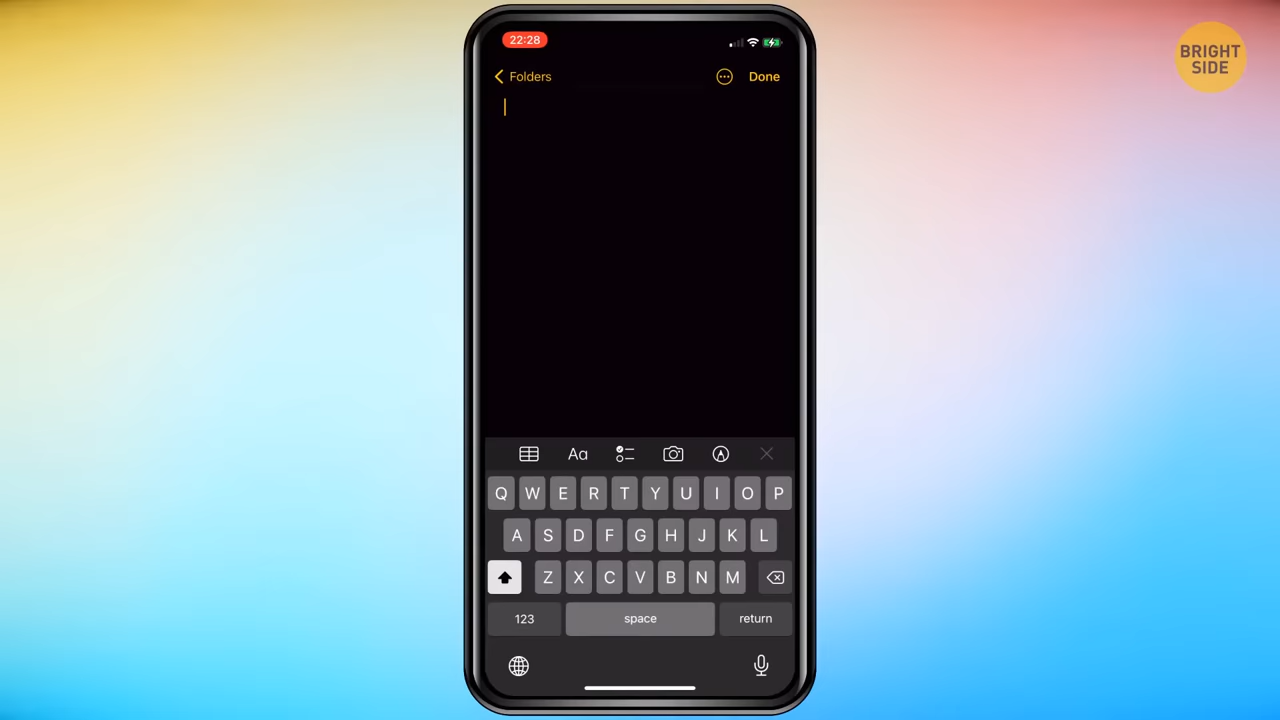 22:28
BRIGHT
SIDE
Folders
Done
Aa
Q W E R T Y U I O P
A S D F G H J K L
Z X C V B N M
123 space return